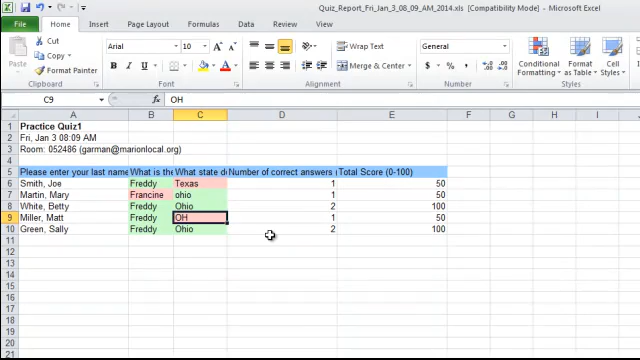 Quiz_Report_Fri_Jan_3_08_09_AM_2014.xls [Compatibility Mode] - Microsoft Excel
File Home Insert Page Layout Formulas Data Review View
Cut
Copy
Format Painter
Paste
Clipboard
Arial 10
B I U
Font
Wrap Text
Merge & Center
Alignment
General
$ % ,
Number
Conditional Formatting
Format as Table
Cell Styles
Styles
Insert
C9 fx OH
A B C D E F G H I
1 Practice Quiz1
2 Fri, Jan 3 08:09 AM
3 Room: 052486 (garman@marionlocal.org)
4
5 Please enter your last name What is the What state do Number of correct answers ( Total Score (0-100)
6 Smith, Joe Freddy Texas 1 50
7 Martin, Mary Francine ohio 1 50
8 White, Betty Freddy Ohio 2 100
9 Miller, Matt Freddy OH 1 50
10 Green, Sally Freddy Ohio 2 100
11
12
13
14
15
16
17
18
19
20
21